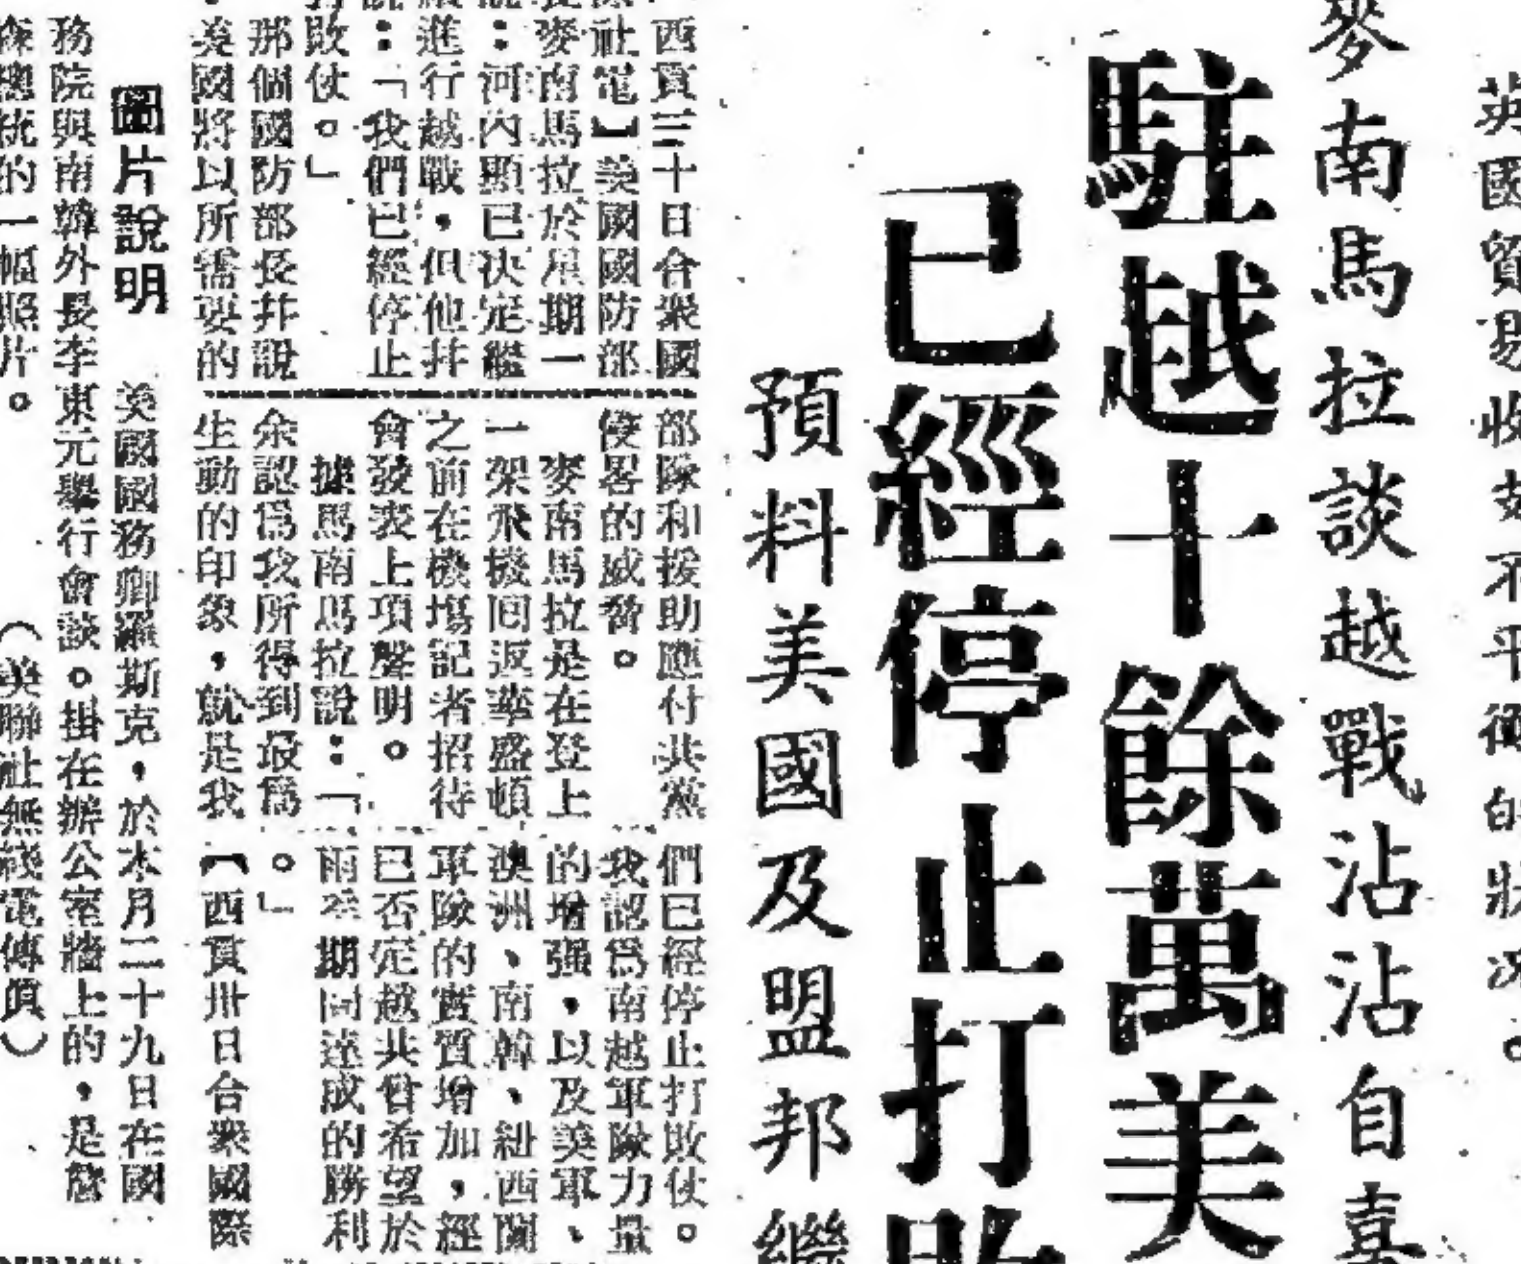 英國貿易收支不平衡的狀況。
麥南馬拉談越戰沾沾自喜
駐越十餘萬美
已經停止打敗
預料美國及盟邦繼
西貢三十日合衆國
社電】美國國防部
麥南馬拉於星期一
：河內顯已决定繼
進行越戰，但他幷
：「我們已經停止
敗仗。」
那個國防部長幷說
美國將以所需要的
部隊和援助應付共黨
侵畧的威脅。
麥南馬拉是在登上
一架飛機囘返華盛頓
之前在機塲記者招待
會發表上項聲明。
據馬南馬拉說：「
余認爲我所得到最爲
生動的印象，就是我
們已經停止打敗仗。
我認爲南越軍隊力量
的增强，以及美軍、
澳洲、南韓、紐西蘭
軍隊的實質增加，經
已否定越共曾希望於
雨季期間達成的勝利
。」
【西貢卅日合衆國際
圖片說明
美國國務卿羅斯克，於本月二十九日在國
務院與南韓外長李東元舉行會談。掛在辦公室牆上的，是詹
森總統的一幅照片。
（美聯社無綫電傳眞）